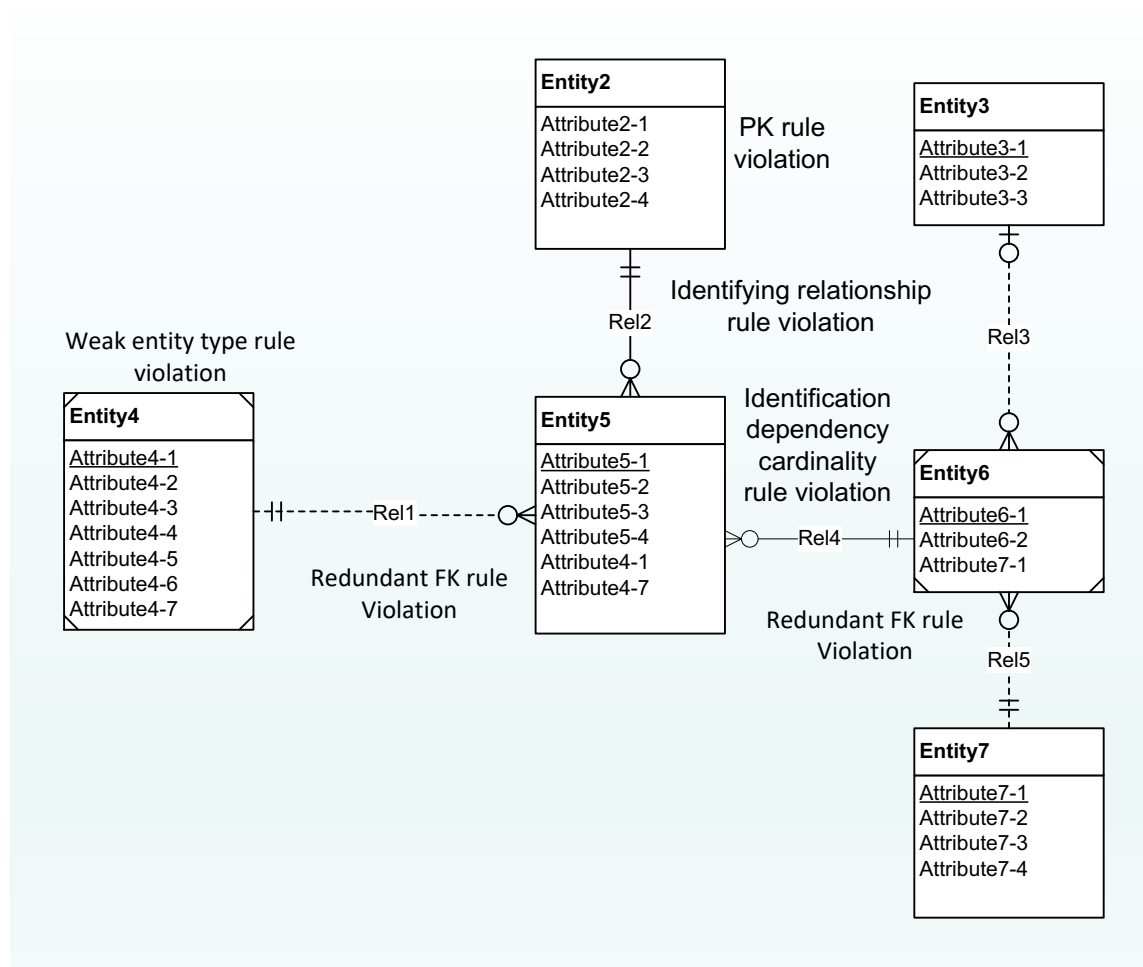 Entity2
Attribute2-1
Attribute2-2
Attribute2-3
Attribute2-4
PK rule
violation
Entity3
Attribute3-1
Attribute3-2
Attribute3-3
Rel2
Identifying relationship
rule violation
Rel3
Weak entity type rule
violation
Entity4
Attribute4-1
Attribute4-2
Attribute4-3
Attribute4-4
Attribute4-5
Attribute4-6
Attribute4-7
Rel1
Redundant FK rule
Violation
Entity5
Attribute5-1
Attribute5-2
Attribute5-3
Attribute5-4
Attribute4-1
Attribute4-7
Identification
dependency
cardinality
rule violation
Rel4
Entity6
Attribute6-1
Attribute6-2
Attribute7-1
Redundant FK rule
Violation
Rel5
Entity7
Attribute7-1
Attribute7-2
Attribute7-3
Attribute7-4